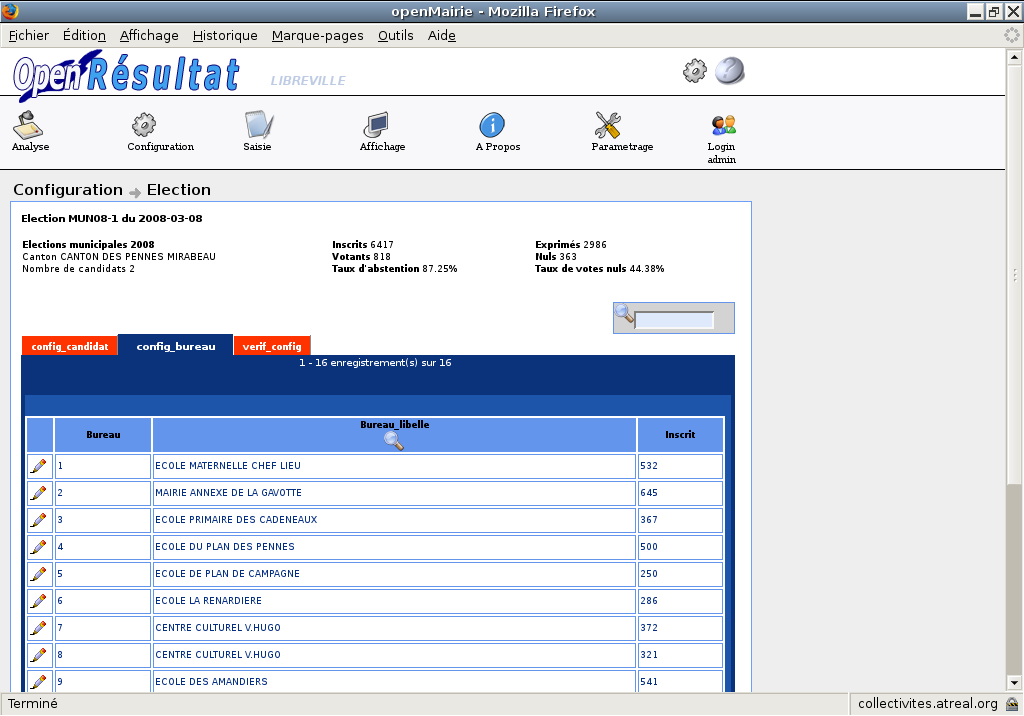 openMairie - Mozilla Firefox
Fichier Édition Affichage Historique Marque-pages Outils Aide
OpenRésultat LIBREVILLE
Analyse Configuration Saisie Affichage A Propos Parametrage Login admin
Configuration Election
Election MUN08-1 du 2008-03-08
Elections municipales 2008 Inscrits 6417 Exprimés 2986
Canton CANTON DES PENNES MIRABEAU Votants 818 Nuls 363
Nombre de candidats 2 Taux d'abstention 87.25% Taux de votes nuls 44.38%
config_candidat config_bureau verif_config
1 - 16 enregistrement(s) sur 16
Bureau Bureau_libelle Inscrit
1 ECOLE MATERNELLE CHEF LIEU 532
2 MAIRIE ANNEXE DE LA GAVOTTE 645
3 ECOLE PRIMAIRE DES CADENEAUX 367
4 ECOLE DU PLAN DES PENNES 500
5 ECOLE DE PLAN DE CAMPAGNE 250
6 ECOLE LA RENARDIERE 286
7 CENTRE CULTUREL V.HUGO 372
8 CENTRE CULTUREL V.HUGO 321
9 ECOLE DES AMANDIERS 541
Terminé collectivites.atreal.org